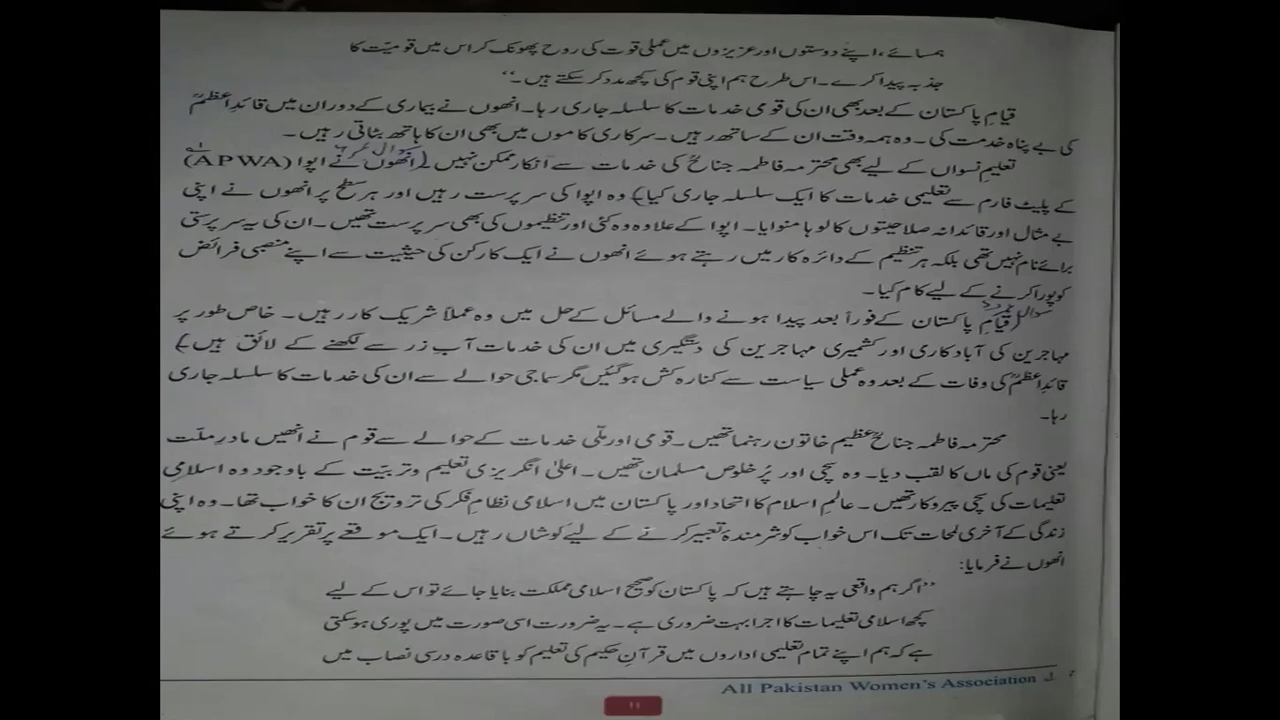 ہمسائے، اپنے دوستوں اور عزیزوں میں عملی قوت کی روح پھونک کر اس میں قومیّت کا
جذبہ پیدا کرے۔ اس طرح ہم اپنی قوم کی کچھ مدد کر سکتے ہیں۔‘‘
قیامِ پاکستان کے بعد بھی ان کی قومی خدمات کا سلسلہ جاری رہا۔ انھوں نے بیماری کے دوران میں قائدِ اعظمؒ
کی بے پناہ خدمت کی۔ وہ ہمہ وقت ان کے ساتھ رہیں۔ سرکاری کاموں میں بھی ان کا ہاتھ بٹاتی رہیں۔
تعلیمِ نسواں کے لیے بھی محترمہ فاطمہ جناحؒ کی خدمات سے انکار ممکن نہیں۔ (انھوں نے اپوا (APWA)
کے پلیٹ فارم سے تعلیمی خدمات کا ایک سلسلہ جاری کیا) وہ اپوا کی سرپرست رہیں اور ہر سطح پر انھوں نے اپنی
بے مثال اور قائدانہ صلاحیتوں کا لوہا منوایا۔ اپوا کے علاوہ وہ کئی اور تنظیموں کی بھی سرپرست تھیں۔ ان کی یہ سرپرستی
برائے نام نہیں تھی بلکہ ہر تنظیم کے دائرہ کار میں رہتے ہوئے انھوں نے ایک کارکن کی حیثیت سے اپنے منصبی فرائض
کو پورا کرنے کے لیے کام کیا۔
سوال (قیامِ پاکستان کے فوراً بعد پیدا ہونے والے مسائل کے حل میں وہ عملاً شریک کار رہیں۔ خاص طور پر
مہاجرین کی آبادکاری اور کشمیری مہاجرین کی دستگیری میں ان کی خدمات آب زر سے لکھنے کے لائق ہیں۔)
قائدِ اعظمؒ کی وفات کے بعد وہ عملی سیاست سے کنارہ کش ہو گئیں مگر سماجی حوالے سے ان کی خدمات کا سلسلہ جاری
رہا۔
محترمہ فاطمہ جناحؒ عظیم خاتون رہنما تھیں۔ قومی اور ملّی خدمات کے حوالے سے قوم نے انھیں مادرِ ملّت
یعنی قوم کی ماں کا لقب دیا۔ وہ سچی اور پُر خلوص مسلمان تھیں۔ اعلیٰ انگریزی تعلیم و تربیّت کے باوجود وہ اسلامی
تعلیمات کی سچی پیروکار تھیں۔ عالمِ اسلام کا اتحاد اور پاکستان میں اسلامی نظامِ فکر کی ترویج ان کا خواب تھا۔ وہ اپنی
زندگی کے آخری لمحات تک اس خواب کو شرمندۂ تعبیر کرنے کے لیے کوشاں رہیں۔ ایک موقعے پر تقریر کرتے ہوئے
انھوں نے فرمایا:
’’اگر ہم واقعی یہ چاہتے ہیں کہ پاکستان کو صحیح اسلامی مملکت بنایا جائے تو اس کے لیے
کچھ اسلامی تعلیمات کا اجرا بہت ضروری ہے۔ یہ ضرورت اسی صورت میں پوری ہو سکتی
ہے کہ ہم اپنے تمام تعلیمی اداروں میں قرآنِ حکیم کی تعلیم کو باقاعدہ درسی نصاب میں
All Pakistan Women's Association
11